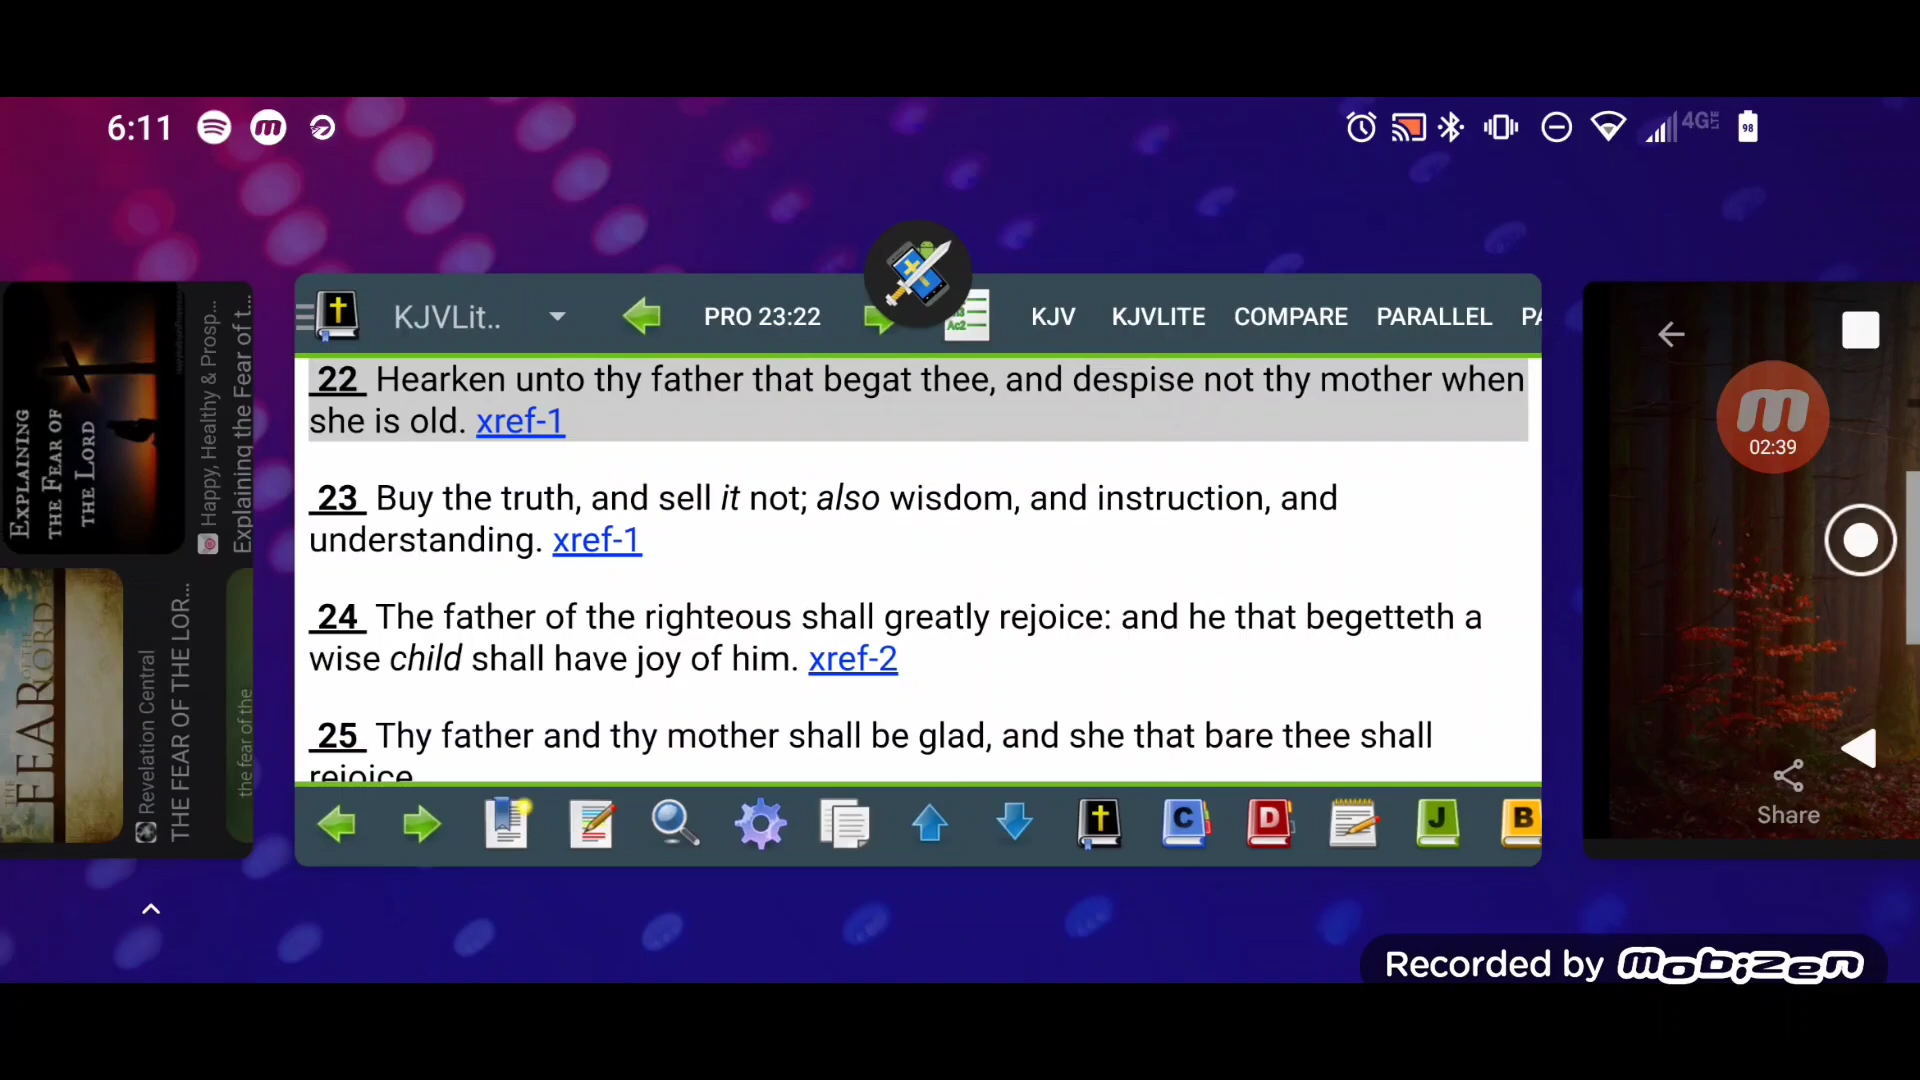 6:11
4G LTE
98
KJVLit..
PRO 23:22
KJV
KJVLITE
COMPARE
PARALLEL
PA
22 Hearken unto thy father that begat thee, and despise not thy mother when
she is old. xref-1
23 Buy the truth, and sell it not; also wisdom, and instruction, and
understanding. xref-1
24 The father of the righteous shall greatly rejoice: and he that begetteth a
wise child shall have joy of him. xref-2
25 Thy father and thy mother shall be glad, and she that bare thee shall
rejoice.
C
D
J
B
EXPLAINING
THE FEAR OF
THE LORD
Happy, Healthy & Prosp...
Explaining the Fear of t...
THE
FEAR OF THE
LORD
Revelation Central
THE FEAR OF THE LOR...
the fear of the
m
02:39
Share
Recorded by mobizen